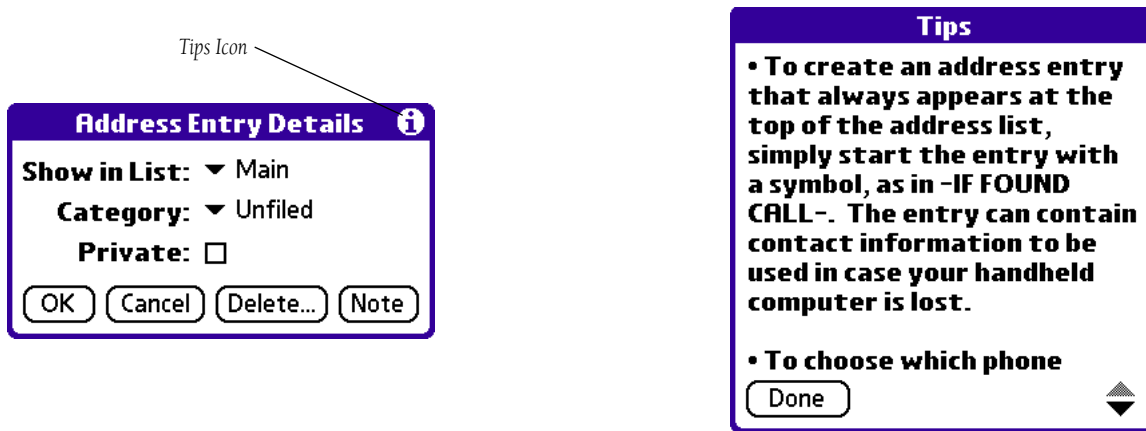 Tips Icon
Address Entry Details
Show in List: Main
Category: Unfiled
Private:
OK Cancel Delete... Note
Tips
• To create an address entry
that always appears at the
top of the address list,
simply start the entry with
a symbol, as in -IF FOUND
CALL-. The entry can contain
contact information to be
used in case your handheld
computer is lost.
• To choose which phone
Done